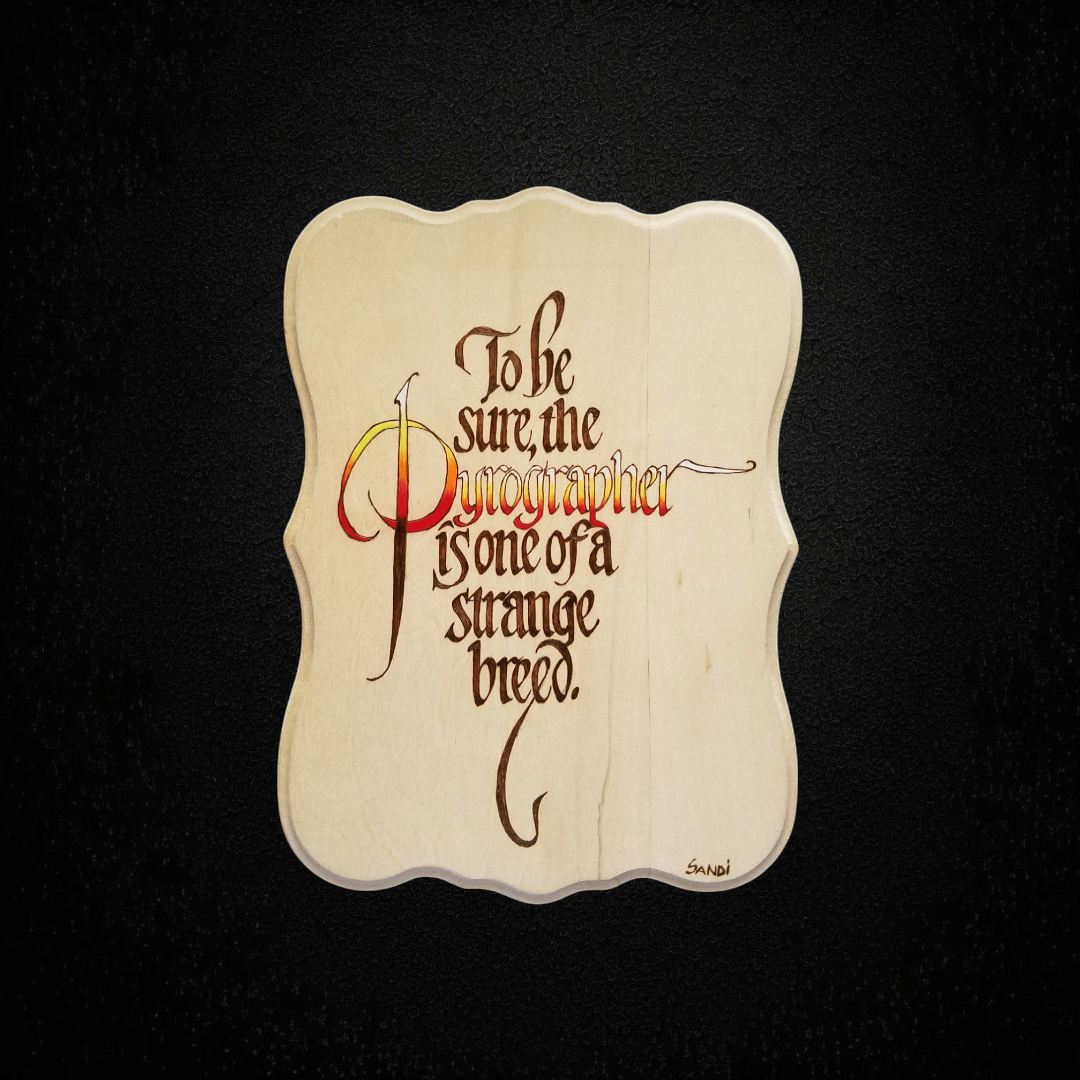 To be
sure, the
Pyrographer
is one of a
strange
breed.
SANDi